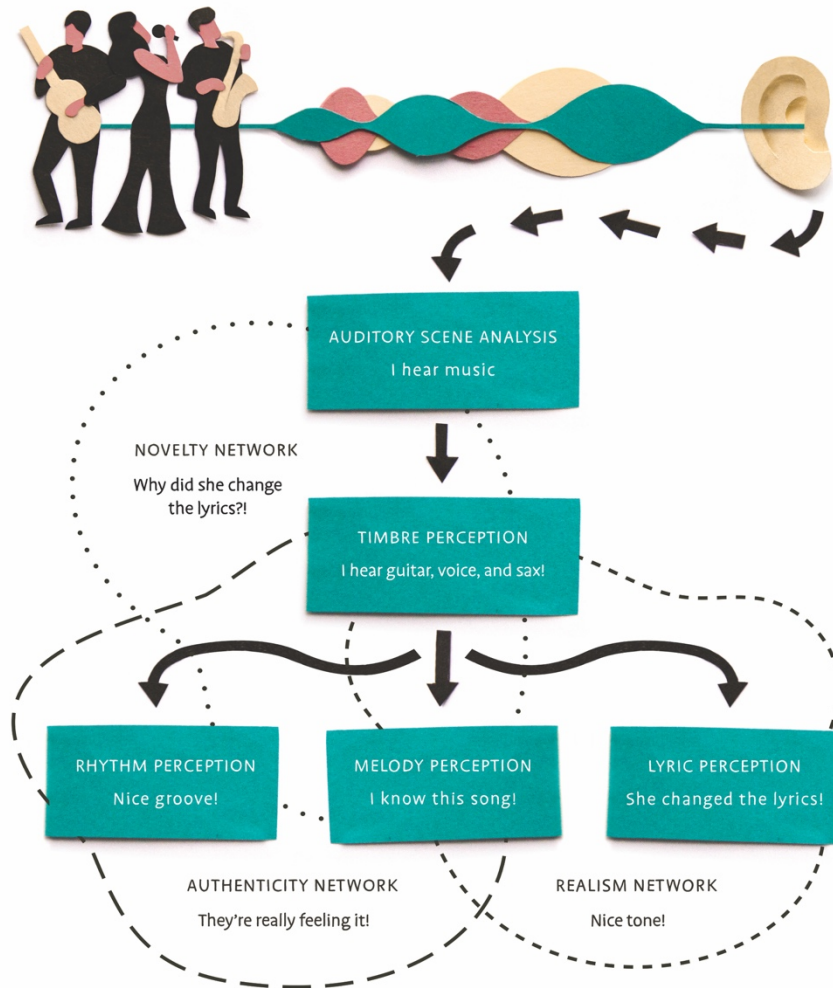 AUDITORY SCENE ANALYSIS
I hear music
NOVELTY NETWORK
Why did she change
the lyrics?!
TIMBRE PERCEPTION
I hear guitar, voice, and sax!
RHYTHM PERCEPTION
Nice groove!
MELODY PERCEPTION
I know this song!
LYRIC PERCEPTION
She changed the lyrics!
AUTHENTICITY NETWORK
They're really feeling it!
REALISM NETWORK
Nice tone!